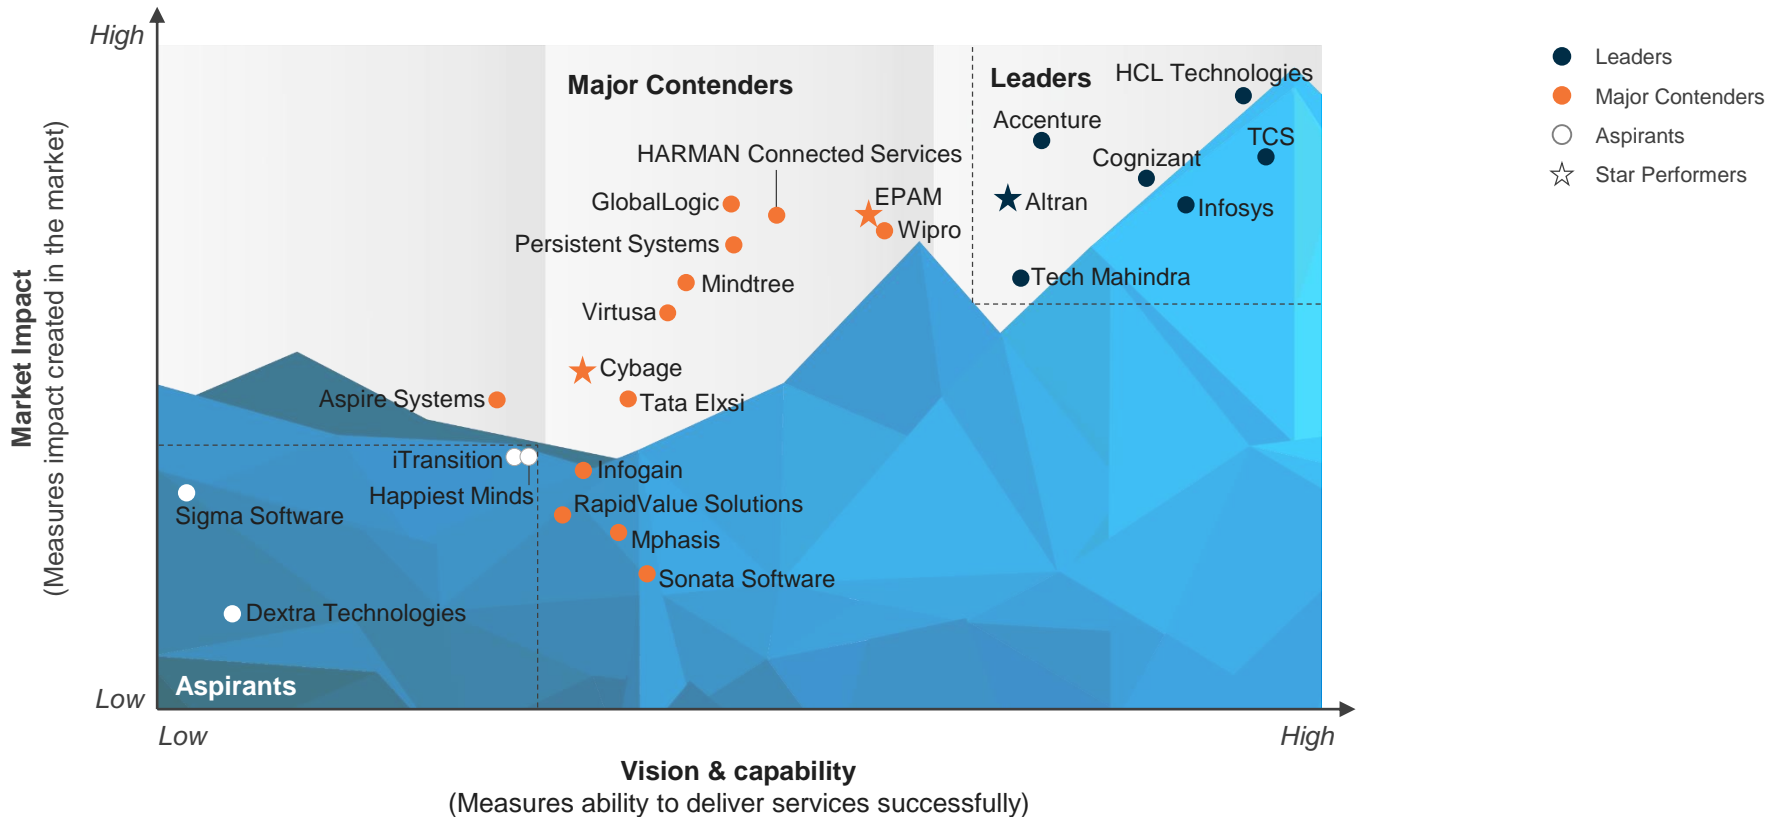 High
Major Contenders
Leaders
HCL Technologies
Accenture
TCS
HARMAN Connected Services
Cognizant
GlobalLogic
EPAM
Altran
Infosys
Wipro
Persistent Systems
Tech Mahindra
Mindtree
Virtusa
Cybage
Aspire Systems
Tata Elxsi
iTransition
Infogain
Happiest Minds
RapidValue Solutions
Sigma Software
Mphasis
Sonata Software
Dextra Technologies
Aspirants
Low
Market Impact
(Measures impact created in the market)
Low
High
Vision & capability
(Measures ability to deliver services successfully)
Leaders
Major Contenders
Aspirants
Star Performers